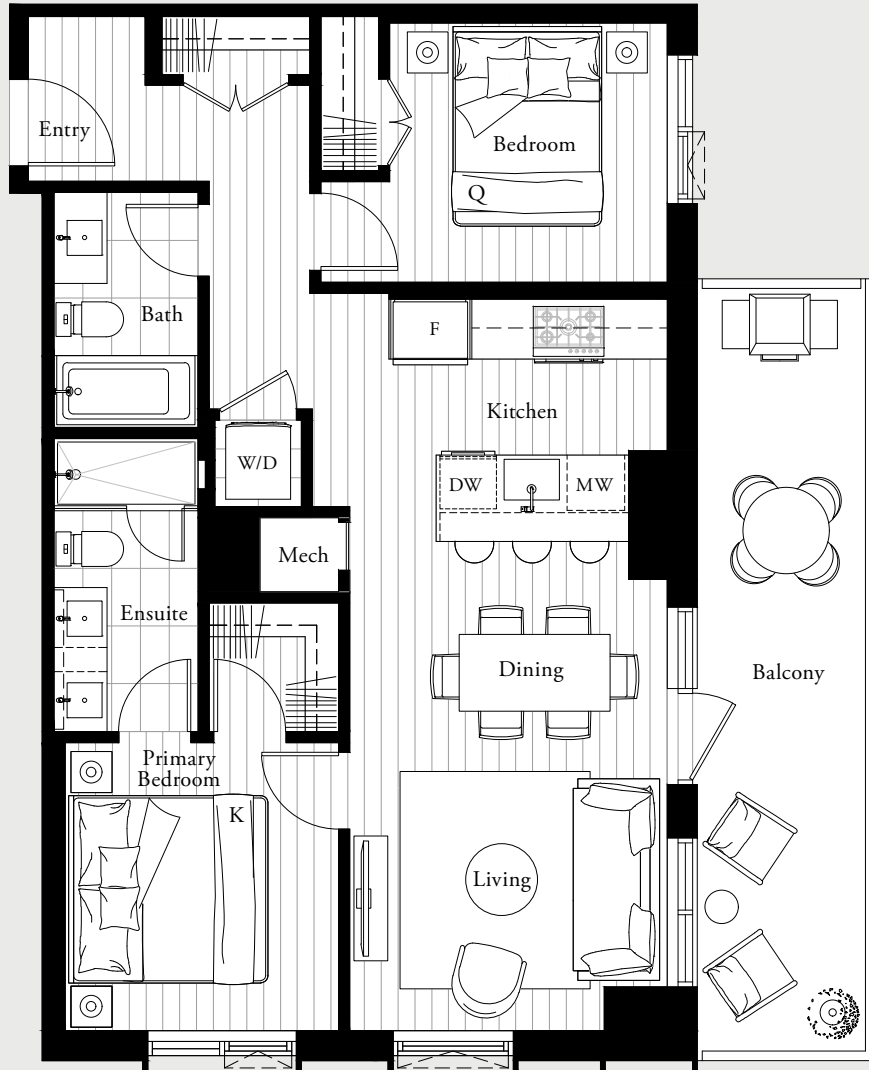 Entry
Bedroom
Q
Bath
F
Kitchen
W/D
DW
MW
Mech
Ensuite
Dining
Balcony
Primary
Bedroom
K
Living